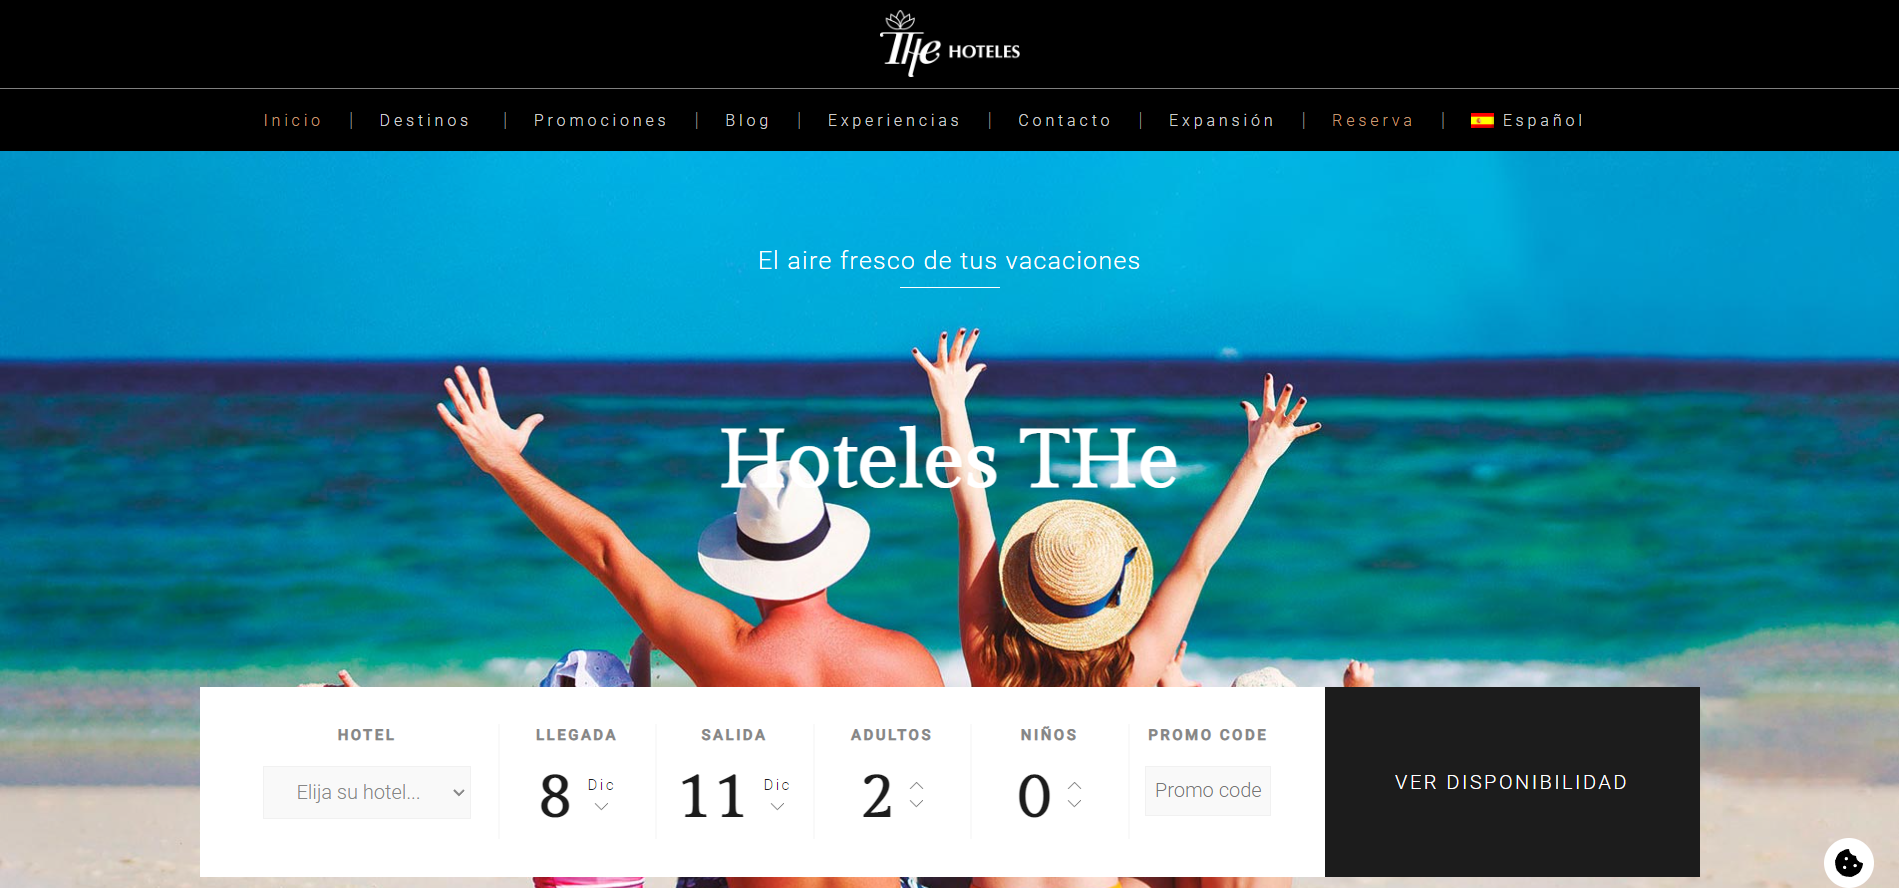 THe HOTELES
Inicio
Destinos
Promociones
Blog
Experiencias
Contacto
Expansión
Reserva
Español
El aire fresco de tus vacaciones
Hoteles THe
HOTEL
Elija su hotel...
LLEGADA
8 Dic
SALIDA
11 Dic
ADULTOS
2
NIÑOS
0
PROMO CODE
Promo code
VER DISPONIBILIDAD